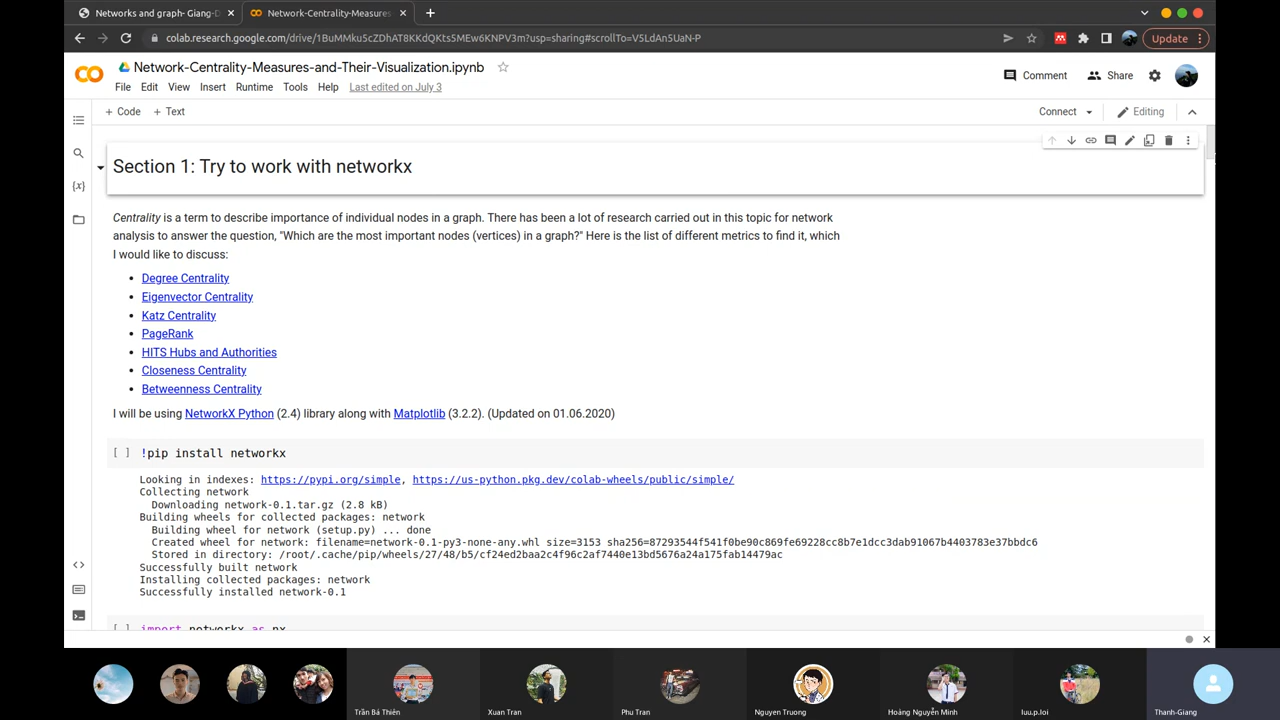 Networks and graph- Giang-D
Network-Centrality-Measures
colab.research.google.com/drive/1BuMMku5cZDhAT8KKdQKts5MEw6KNPV3m?usp=sharing#scrollTo=V5LdAn5UaN-P
Update
Network-Centrality-Measures-and-Their-Visualization.ipynb
Comment
Share
File Edit View Insert Runtime Tools Help Last edited on July 3
+ Code + Text
Connect
Editing
Section 1: Try to work with networkx
Centrality is a term to describe importance of individual nodes in a graph. There has been a lot of research carried out in this topic for network
analysis to answer the question, "Which are the most important nodes (vertices) in a graph?" Here is the list of different metrics to find it, which
I would like to discuss:
• Degree Centrality
• Eigenvector Centrality
• Katz Centrality
• PageRank
• HITS Hubs and Authorities
• Closeness Centrality
• Betweenness Centrality
I will be using NetworkX Python (2.4) library along with Matplotlib (3.2.2). (Updated on 01.06.2020)
[ ] !pip install networkx
Looking in indexes: https://pypi.org/simple, https://us-python.pkg.dev/colab-wheels/public/simple/
Collecting network
Downloading network-0.1.tar.gz (2.8 kB)
Building wheels for collected packages: network
Building wheel for network (setup.py) ... done
Created wheel for network: filename=network-0.1-py3-none-any.whl size=3153 sha256=87293544f541f0be90c869fe69228cc8b7e1dcc3dab91067b4403783e37bbdc6
Stored in directory: /root/.cache/pip/wheels/27/48/b5/cf24ed2baa2c4f96c2af7440e13bd5676a24a175fab14479ac
Successfully built network
Installing collected packages: network
Successfully installed network-0.1
[ ] import networkx as nx
Trần Bá Thiên
Xuan Tran
Phu Tran
Nguyen Truong
Hoàng Nguyễn Minh
luu.p.loi
Thanh-Giang